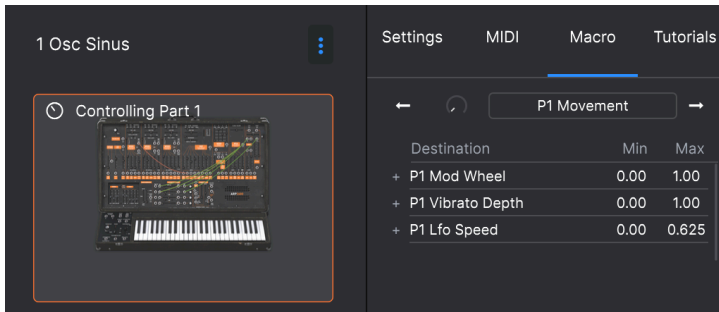 1 Osc Sinus
Controlling Part 1
Settings MIDI Macro Tutorials
P1 Movement
Destination Min Max
+ P1 Mod Wheel 0.00 1.00
+ P1 Vibrato Depth 0.00 1.00
+ P1 Lfo Speed 0.00 0.625